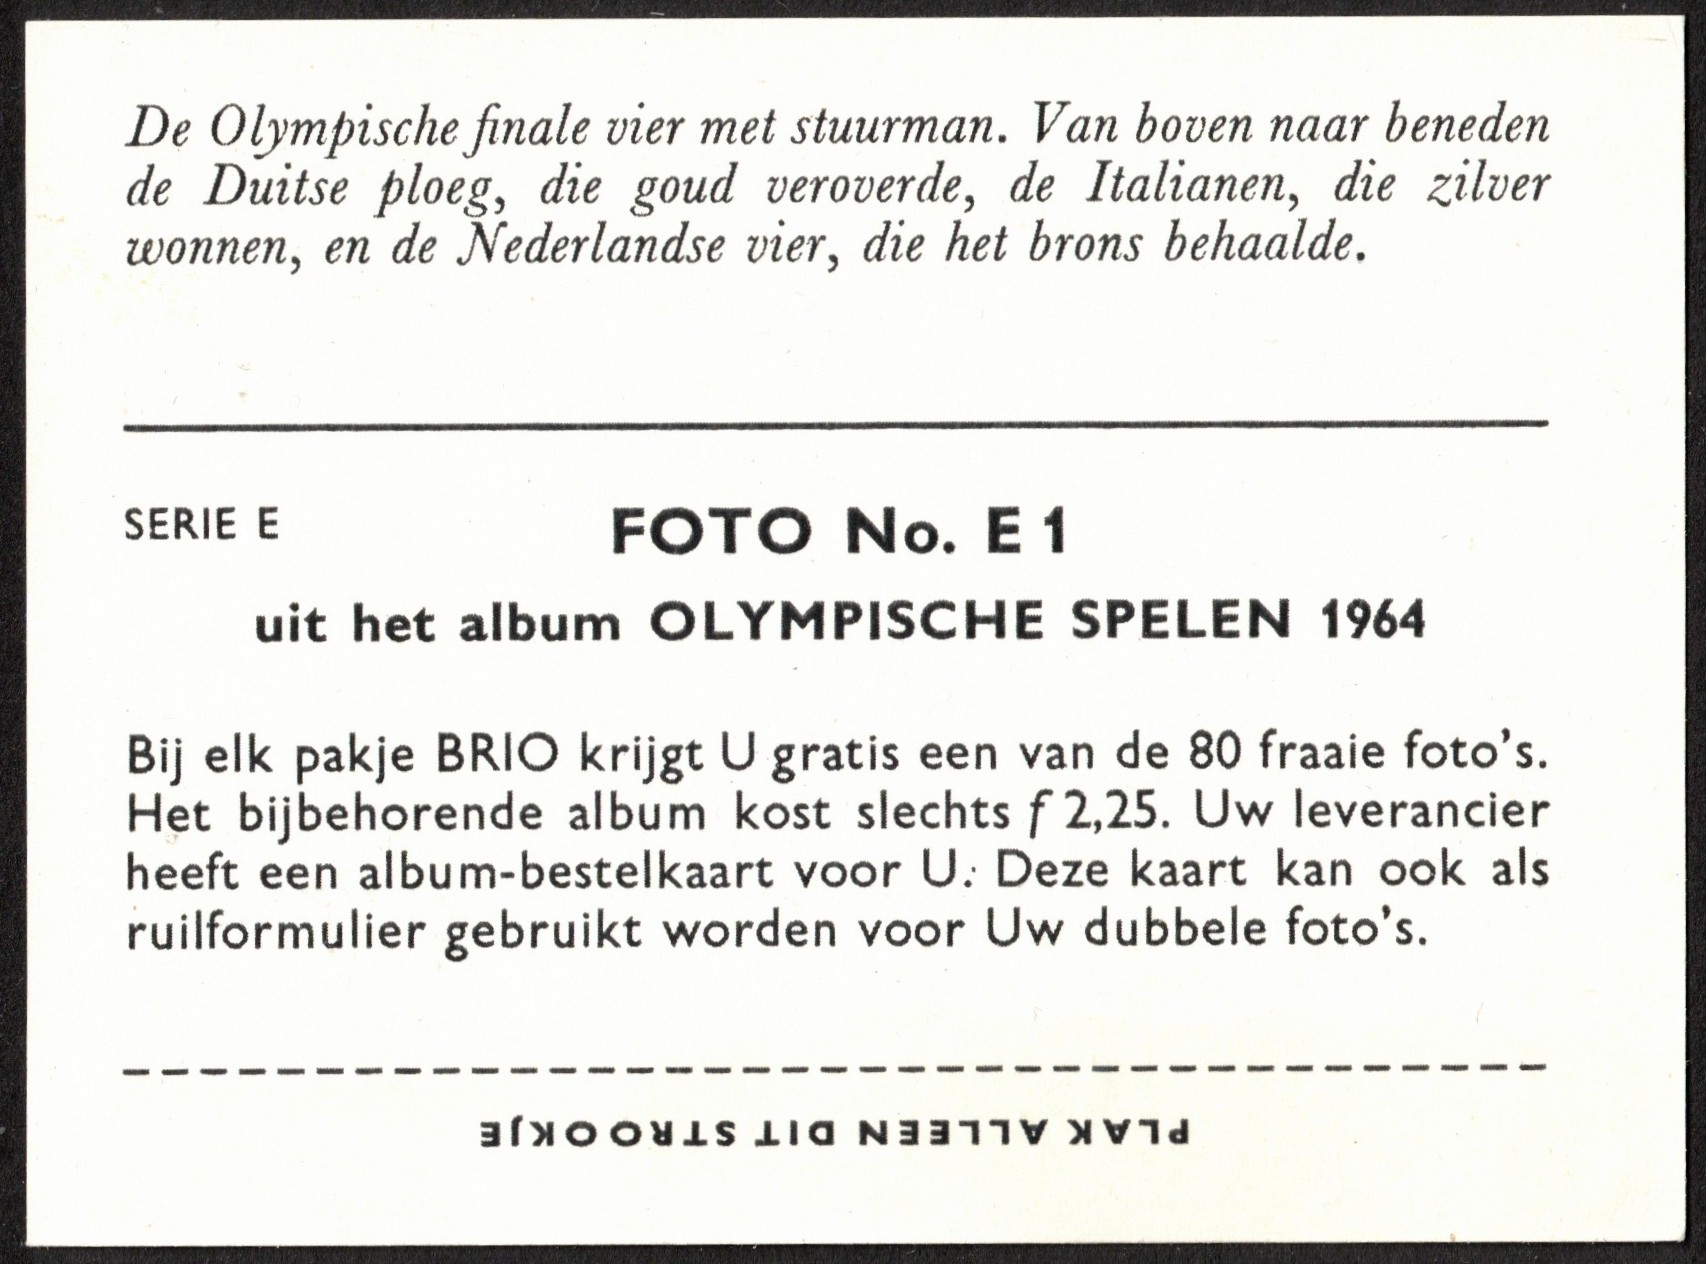 De Olympische finale vier met stuurman. Van boven naar beneden
de Duitse ploeg, die goud veroverde, de Italianen, die zilver
wonnen, en de Nederlandse vier, die het brons behaalde.
SERIE E
FOTO No. E 1
uit het album OLYMPISCHE SPELEN 1964
Bij elk pakje BRIO krijgt U gratis een van de 80 fraaie foto's.
Het bijbehorende album kost slechts f 2,25. Uw leverancier
heeft een album-bestelkaart voor U. Deze kaart kan ook als
ruilformulier gebruikt worden voor Uw dubbele foto's.
PLAK ALLEEN DIT STROOKJE